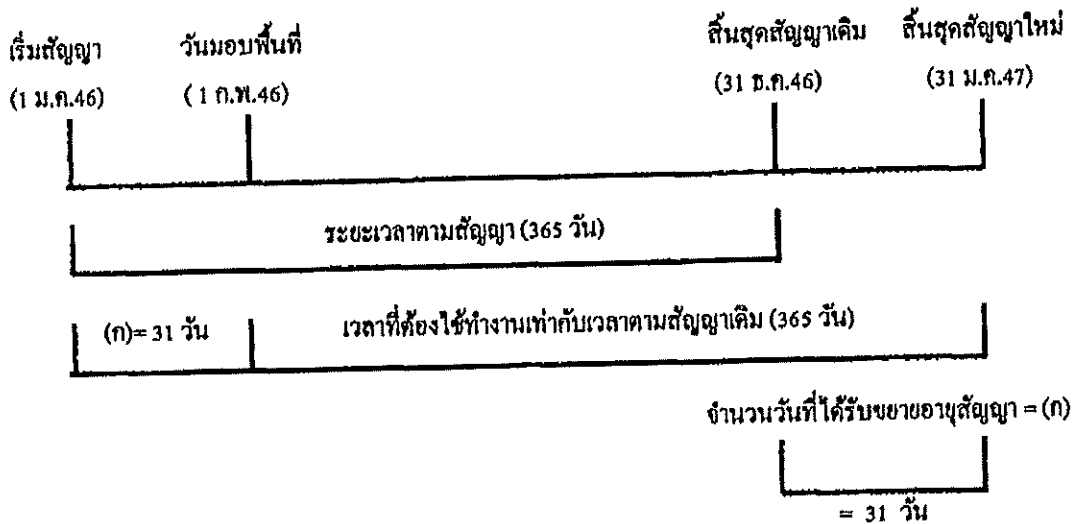 เริ่มสัญญา
(1 ม.ค.46)
วันมอบพื้นที่
( 1 ก.พ.46)
สิ้นสุดสัญญาเดิม
(31 ธ.ค.46)
สิ้นสุดสัญญาใหม่
(31 ม.ค.47)
ระยะเวลาตามสัญญา (365 วัน)
(ก)= 31 วัน
เวลาที่ต้องใช้ทำงานเท่ากับเวลาตามสัญญาเดิม (365 วัน)
จำนวนวันที่ได้รับขยายอายุสัญญา = (ก)
= 31 วัน